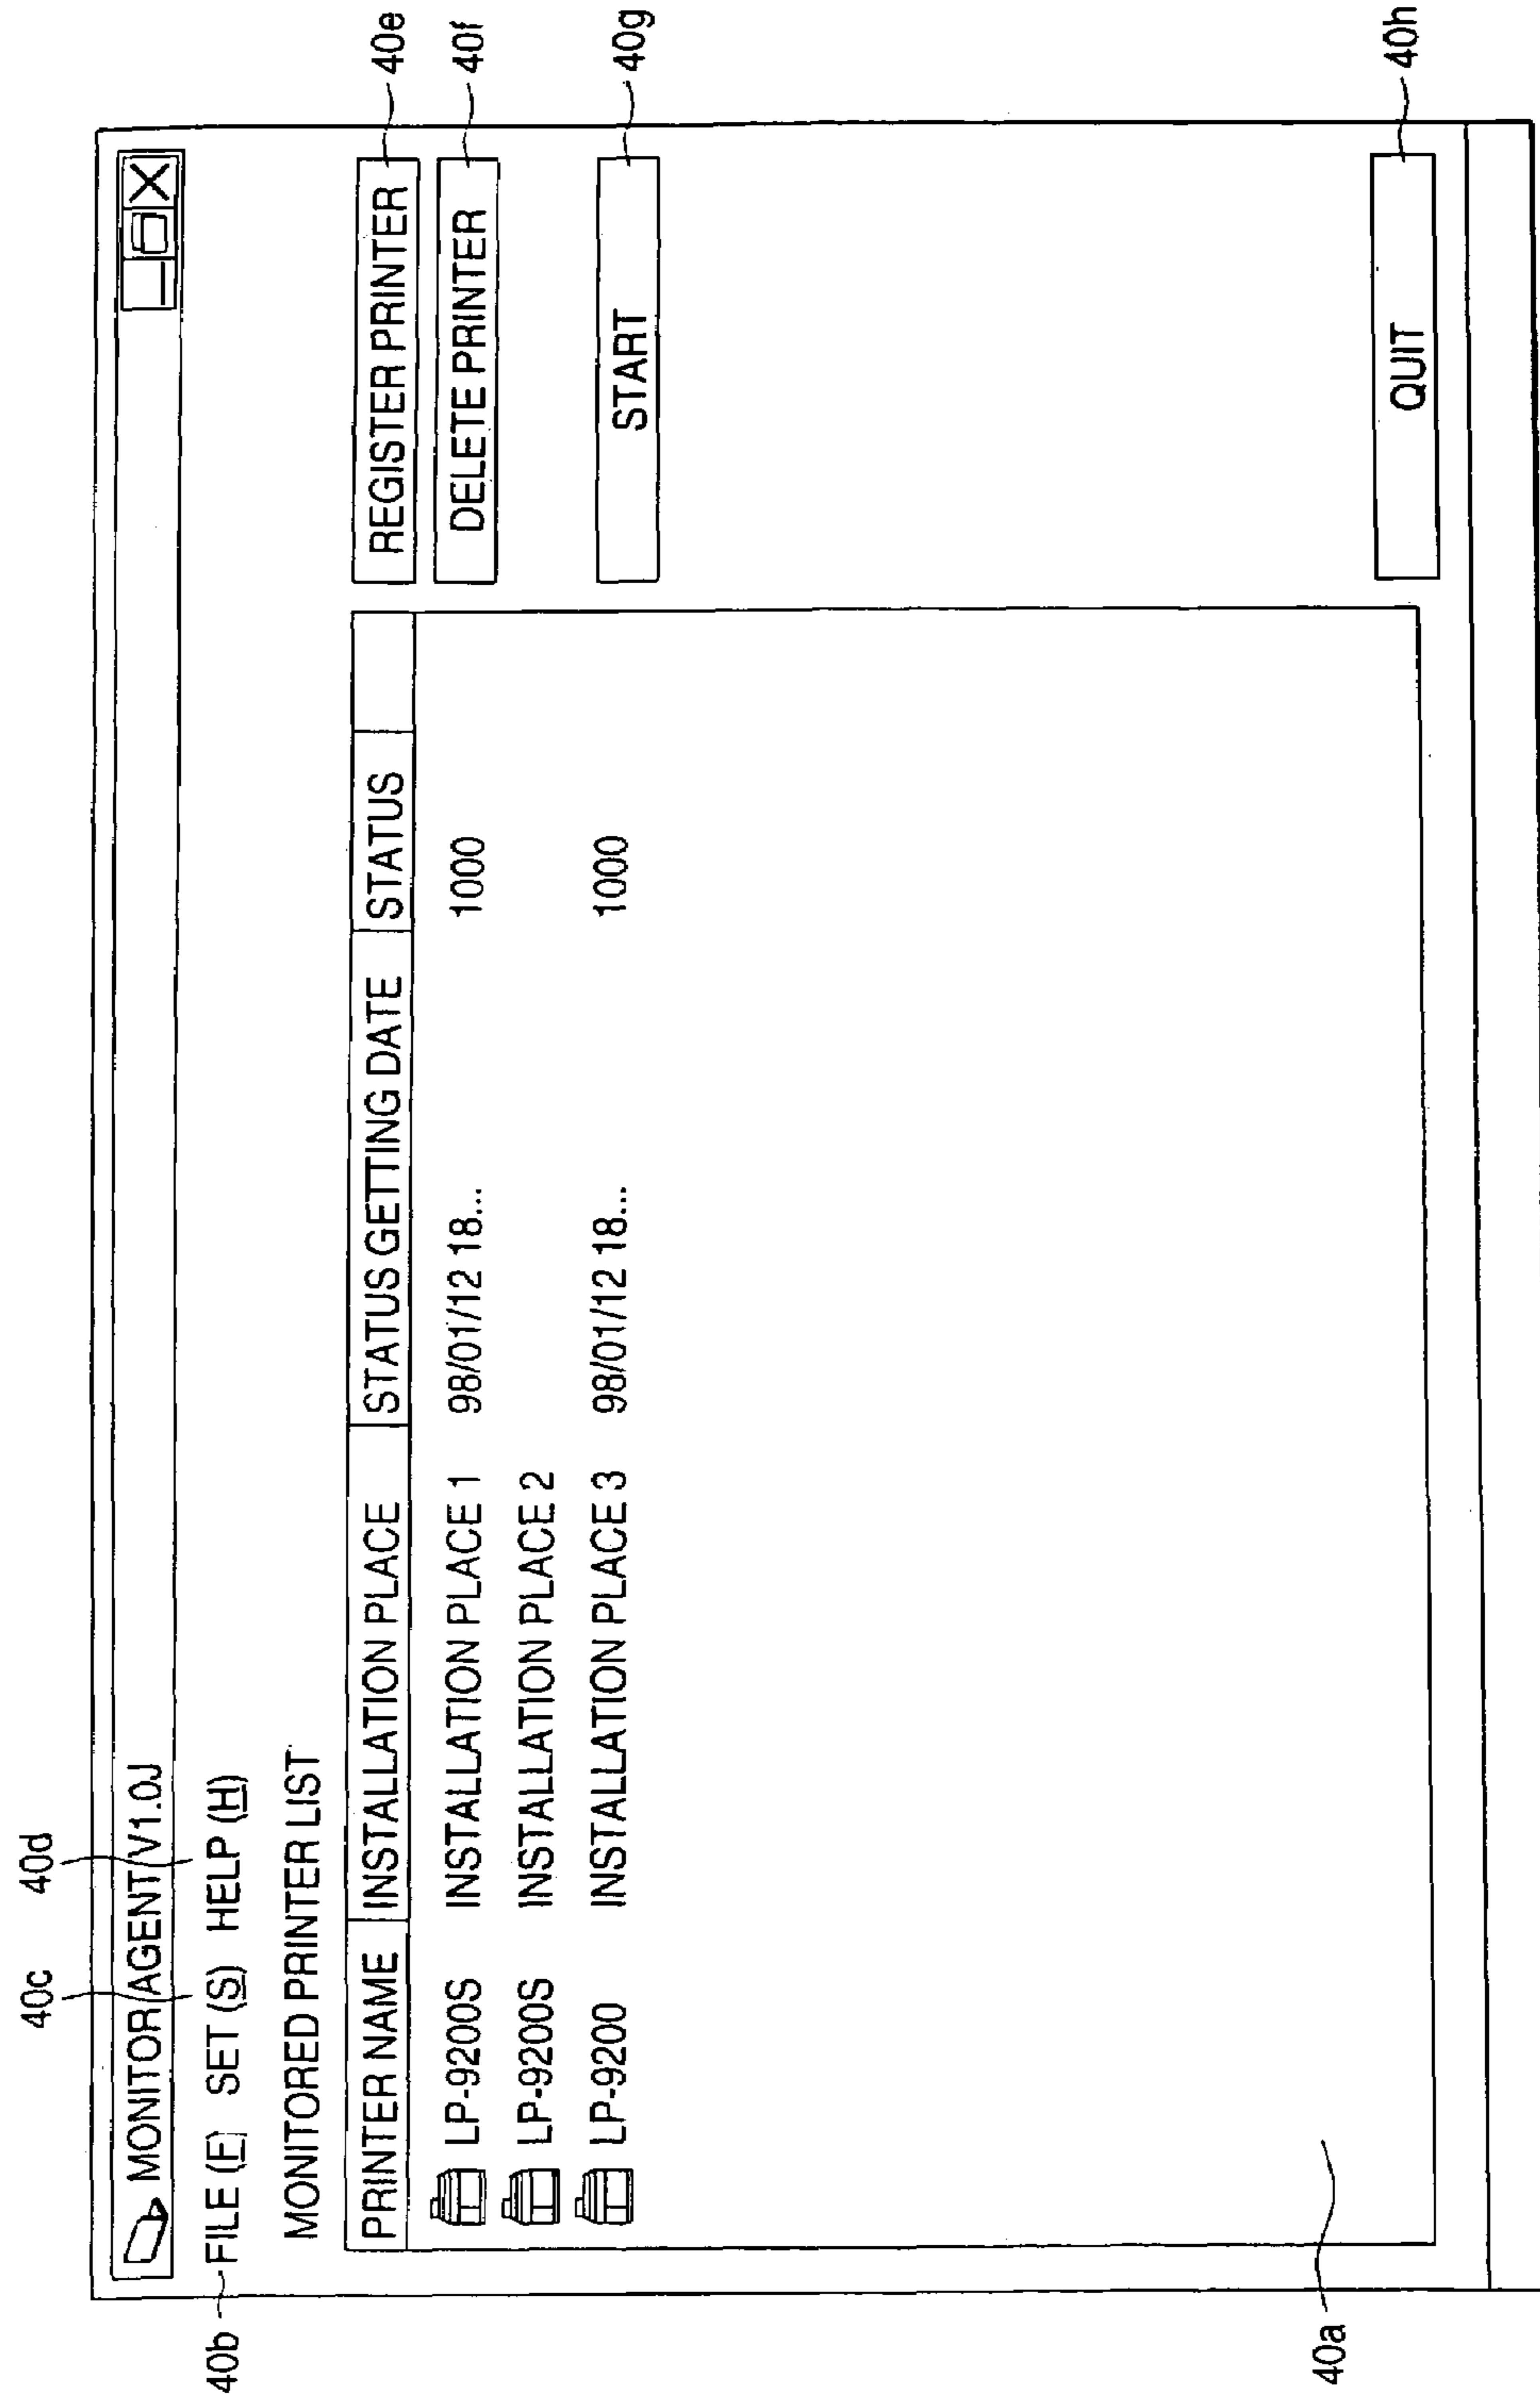 40c 40d
MONITOR AGENT V1.0J
40b FILE (F) SET (S) HELP (H)
MONITORED PRINTER LIST
PRINTER NAME INSTALLATION PLACE STATUS GETTING DATE STATUS
LP-9200S INSTALLATION PLACE 1 98/01/12 18... 1000
LP-9200S INSTALLATION PLACE 2
LP-9200 INSTALLATION PLACE 3 98/01/12 18... 1000
REGISTER PRINTER 40e
DELETE PRINTER 40f
START 40g
QUIT 40h
40a